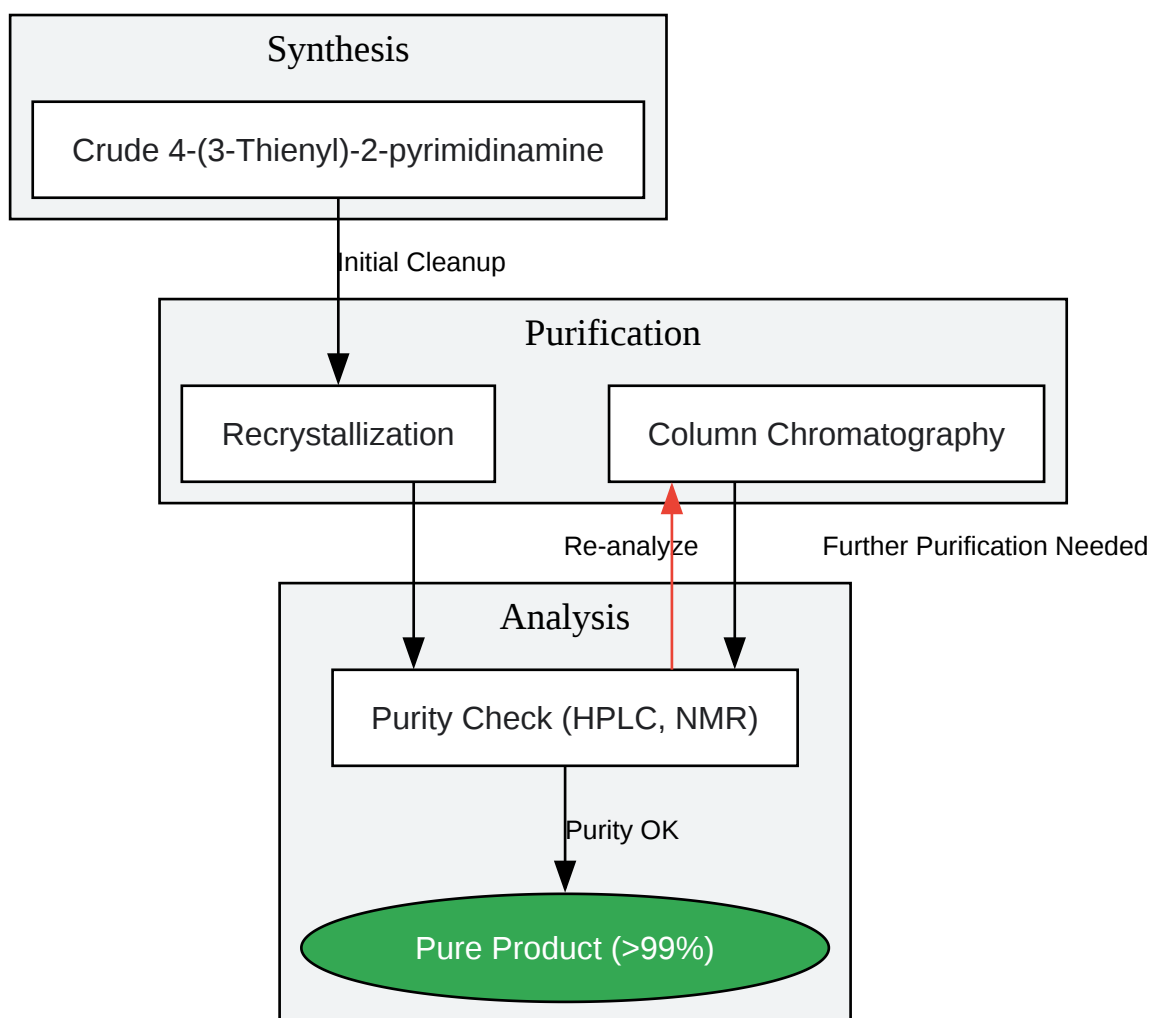 Synthesis
Crude 4-(3-Thienyl)-2-pyrimidinamine
Initial Cleanup
Purification
Recrystallization
Column Chromatography
Re-analyze
Further Purification Needed
Analysis
Purity Check (HPLC, NMR)
Purity OK
Pure Product (>99%)